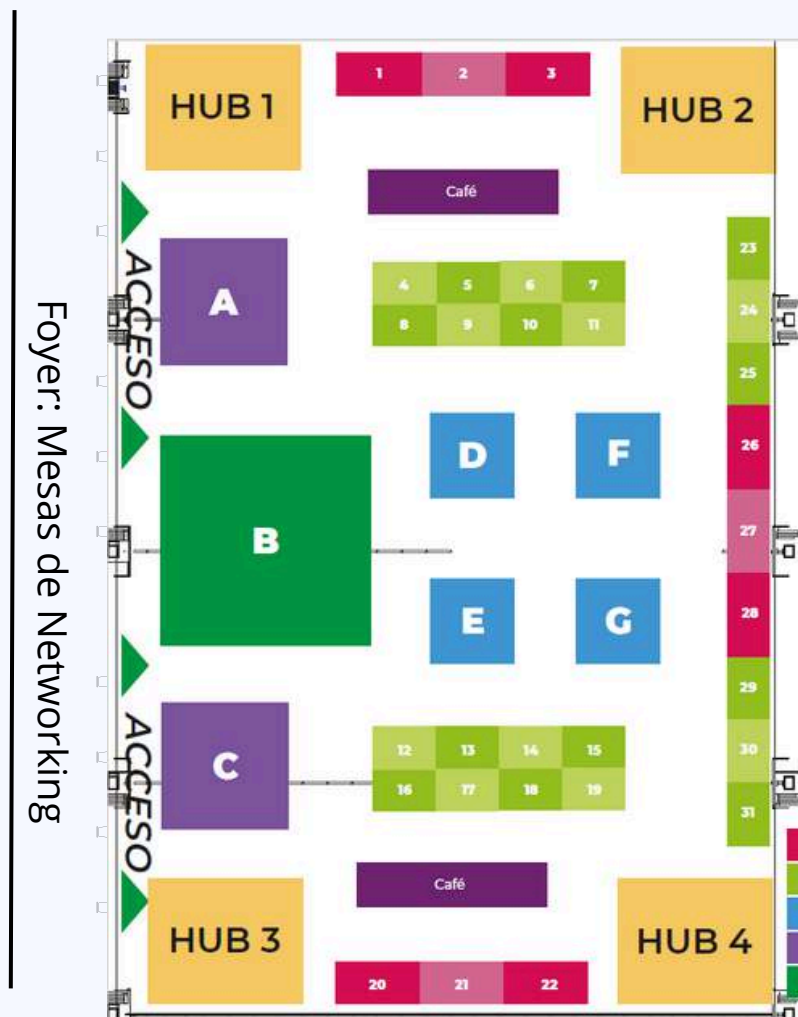 HUB 1
1 2 3
HUB 2
Café
ACCESO
A
4 5 6 7
8 9 10 11
23
24
25
26
27
28
29
30
31
Foyer: Mesas de Networking
B
D
F
E
G
ACCESO
C
12 13 14 15
16 17 18 19
Café
HUB 3
HUB 4
20 21 22